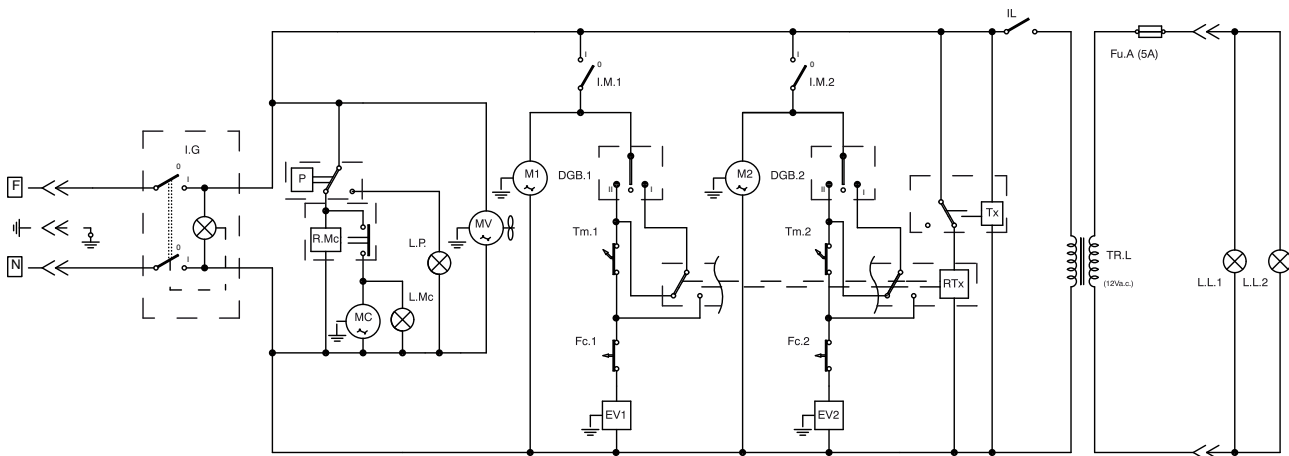 IL
I
0
I.M.1
I
0
I.M.2
Fu.A (5A)
I.G
0
I
F
P
M1
DGB.1
II
I
M2
DGB.2
II
I
MV
Tx
R.Mc
L.P.
Tm.1
Tm.2
0
I
N
TR.L
(12Va.c.)
L.L.1
L.L.2
RTx
L.Mc
MC
Fc.1
Fc.2
EV1
EV2